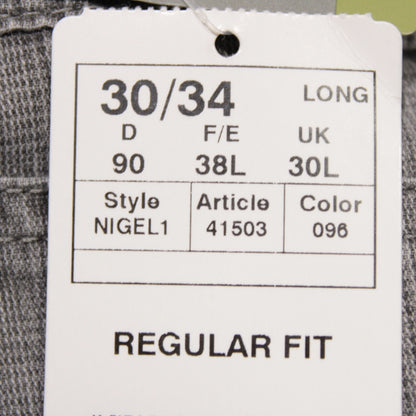 30/34 LONG
D F/E UK
90 38L 30L
Style Article Color
NIGEL1 41503 096
REGULAR FIT